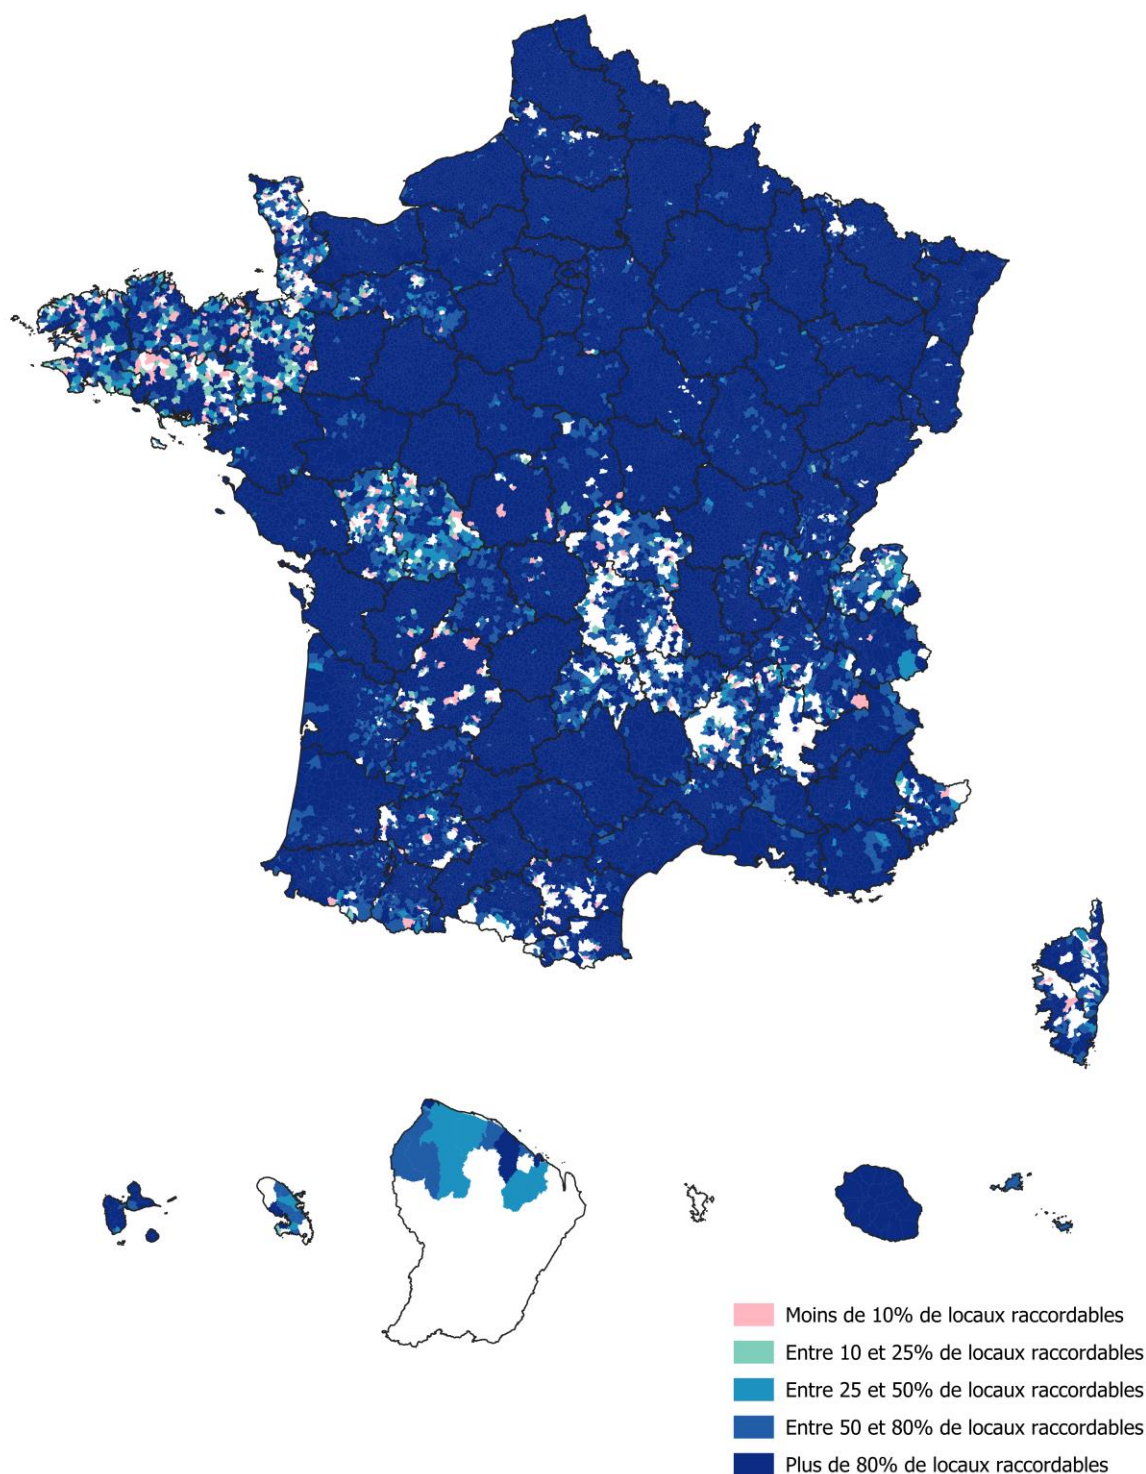 Moins de 10% de locaux raccordables
Entre 10 et 25% de locaux raccordables
Entre 25 et 50% de locaux raccordables
Entre 50 et 80% de locaux raccordables
Plus de 80% de locaux raccordables